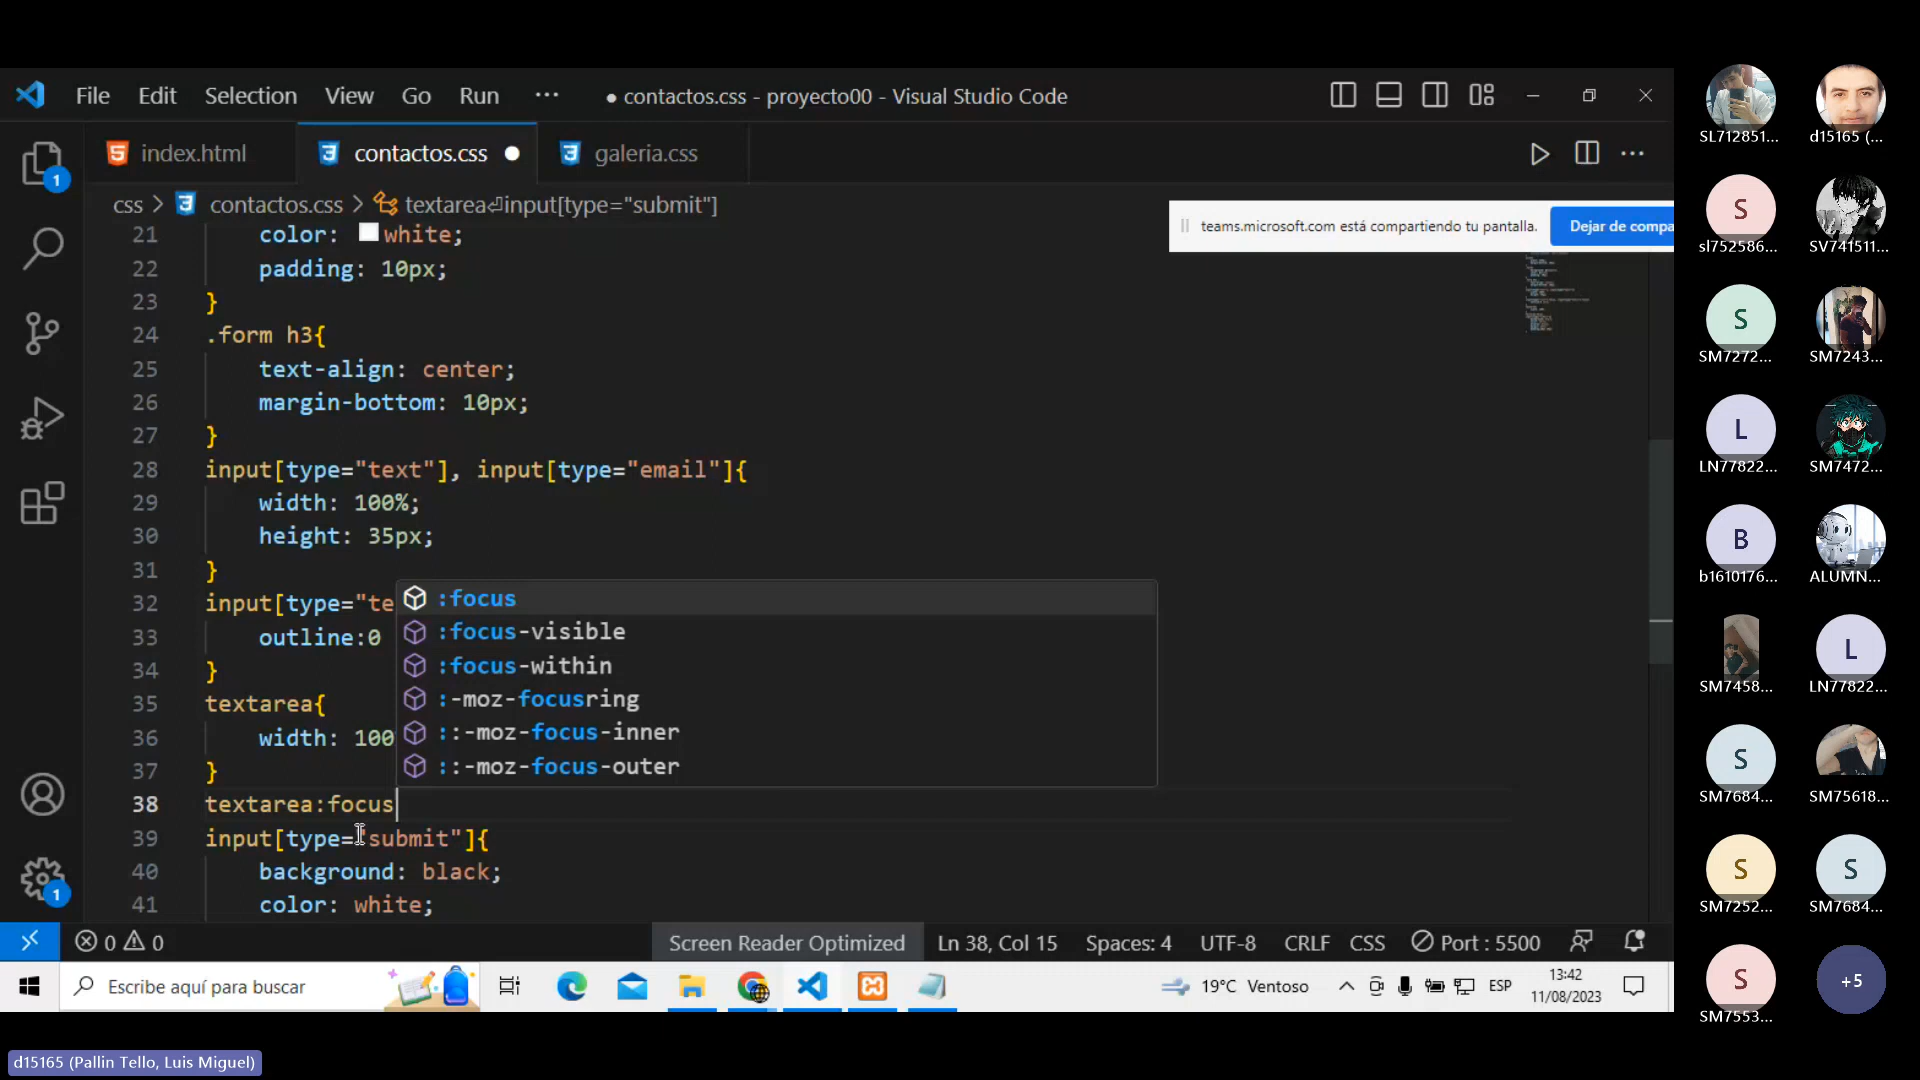 File Edit Selection View Go Run ··· ● contactos.css - proyecto00 - Visual Studio Code
index.html contactos.css ● galeria.css
css > contactos.css > textarea⏎input[type="submit"]
teams.microsoft.com está compartiendo tu pantalla. Dejar de compa
21 color: white;
22 padding: 10px;
23 }
24 .form h3{
25 text-align: center;
26 margin-bottom: 10px;
27 }
28 input[type="text"], input[type="email"]{
29 width: 100%;
30 height: 35px;
31 }
32 input[type="te
33 outline:0
34 }
35 textarea{
36 width: 100
37 }
38 textarea:focus
39 input[type="submit"]{
40 background: black;
41 color: white;
:focus
:focus-visible
:focus-within
:-moz-focusring
::-moz-focus-inner
::-moz-focus-outer
1
1
0 0 Screen Reader Optimized Ln 38, Col 15 Spaces: 4 UTF-8 CRLF CSS Port : 5500
Escribe aquí para buscar 19°C Ventoso ESP 13:42
11/08/2023
SL712851... d15165 (...
S
sl752586... SV741511...
S
SM7272... SM7243...
L
LN77822... SM7472...
B
b1610176... ALUMN...
L
SM7458... LN77822...
S
SM7684... SM75618...
S S
SM7252... SM7684...
S +5
SM7553...
d15165 (Pallin Tello, Luis Miguel)